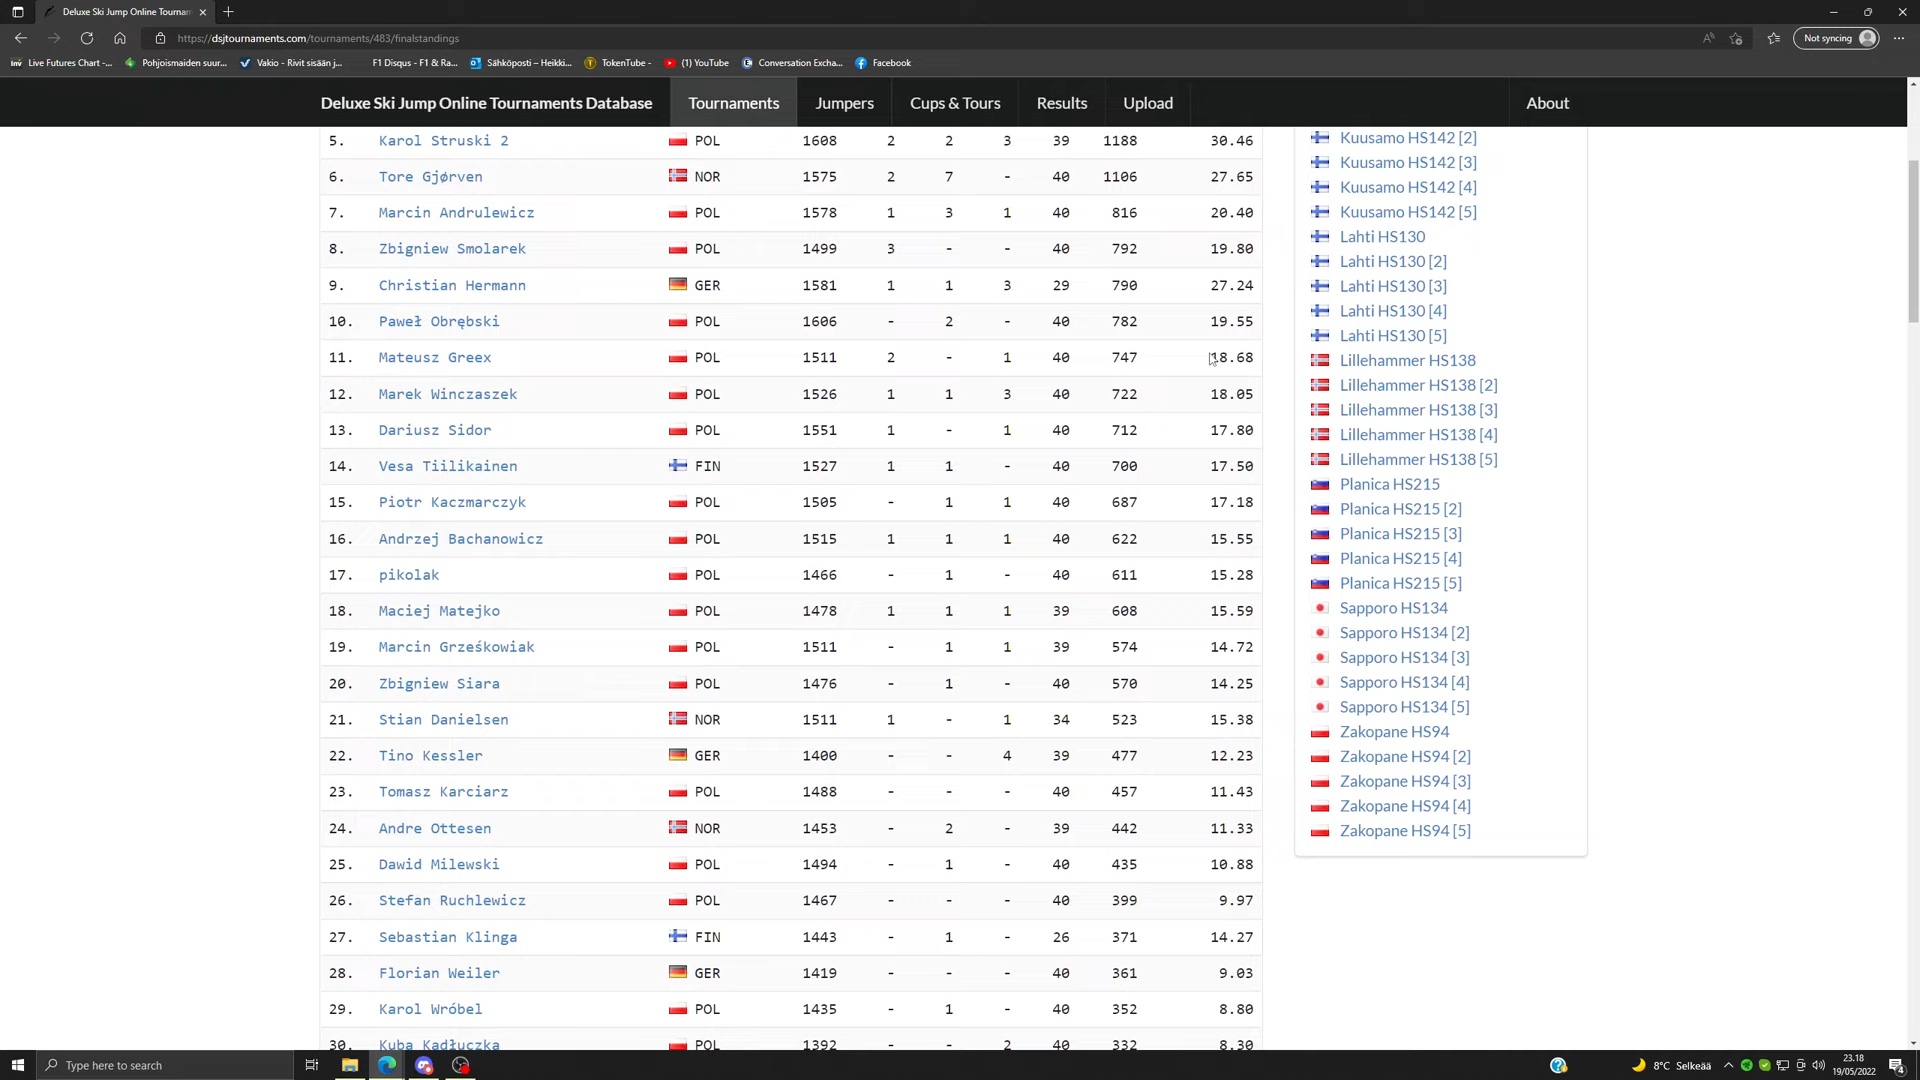 Deluxe Ski Jump Online Tournam
https://dsjtournaments.com/tournaments/483/finalstandings
Not syncing
Live Futures Chart -... Pohjoismaiden suur... Vakio - Rivit sisään j... F1 Disqus - F1 & Ra... Sähköposti – Heikki... TokenTube - (1) YouTube Conversation Excha... Facebook
Deluxe Ski Jump Online Tournaments Database Tournaments Jumpers Cups & Tours Results Upload About
5. Karol Struski 2 POL 1608 2 2 3 39 1188 30.46
6. Tore Gjørven NOR 1575 2 7 - 40 1106 27.65
7. Marcin Andrulewicz POL 1578 1 3 1 40 816 20.40
8. Zbigniew Smolarek POL 1499 3 - - 40 792 19.80
9. Christian Hermann GER 1581 1 1 3 29 790 27.24
10. Paweł Obrębski POL 1606 - 2 - 40 782 19.55
11. Mateusz Greex POL 1511 2 - 1 40 747 18.68
12. Marek Winczaszek POL 1526 1 1 3 40 722 18.05
13. Dariusz Sidor POL 1551 1 - 1 40 712 17.80
14. Vesa Tiilikainen FIN 1527 1 1 - 40 700 17.50
15. Piotr Kaczmarczyk POL 1505 - 1 1 40 687 17.18
16. Andrzej Bachanowicz POL 1515 1 1 1 40 622 15.55
17. pikolak POL 1466 - 1 - 40 611 15.28
18. Maciej Matejko POL 1478 1 1 1 39 608 15.59
19. Marcin Grześkowiak POL 1511 - 1 1 39 574 14.72
20. Zbigniew Siara POL 1476 - 1 - 40 570 14.25
21. Stian Danielsen NOR 1511 1 - 1 34 523 15.38
22. Tino Kessler GER 1400 - - 4 39 477 12.23
23. Tomasz Karciarz POL 1488 - - - 40 457 11.43
24. Andre Ottesen NOR 1453 - 2 - 39 442 11.33
25. Dawid Milewski POL 1494 - 1 - 40 435 10.88
26. Stefan Ruchlewicz POL 1467 - - - 40 399 9.97
27. Sebastian Klinga FIN 1443 - 1 - 26 371 14.27
28. Florian Weiler GER 1419 - - - 40 361 9.03
29. Karol Wróbel POL 1435 - 1 - 40 352 8.80
30. Kuba Kadłuczka POL 1392 - - 2 40 332 8.30
Kuusamo HS142 [2]
Kuusamo HS142 [3]
Kuusamo HS142 [4]
Kuusamo HS142 [5]
Lahti HS130
Lahti HS130 [2]
Lahti HS130 [3]
Lahti HS130 [4]
Lahti HS130 [5]
Lillehammer HS138
Lillehammer HS138 [2]
Lillehammer HS138 [3]
Lillehammer HS138 [4]
Lillehammer HS138 [5]
Planica HS215
Planica HS215 [2]
Planica HS215 [3]
Planica HS215 [4]
Planica HS215 [5]
Sapporo HS134
Sapporo HS134 [2]
Sapporo HS134 [3]
Sapporo HS134 [4]
Sapporo HS134 [5]
Zakopane HS94
Zakopane HS94 [2]
Zakopane HS94 [3]
Zakopane HS94 [4]
Zakopane HS94 [5]
Type here to search
8°C Selkeää
23.18
19/05/2022
4